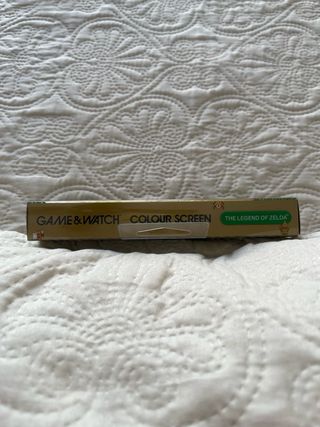 GAME&WATCH COLOUR SCREEN THE LEGEND OF ZELDA